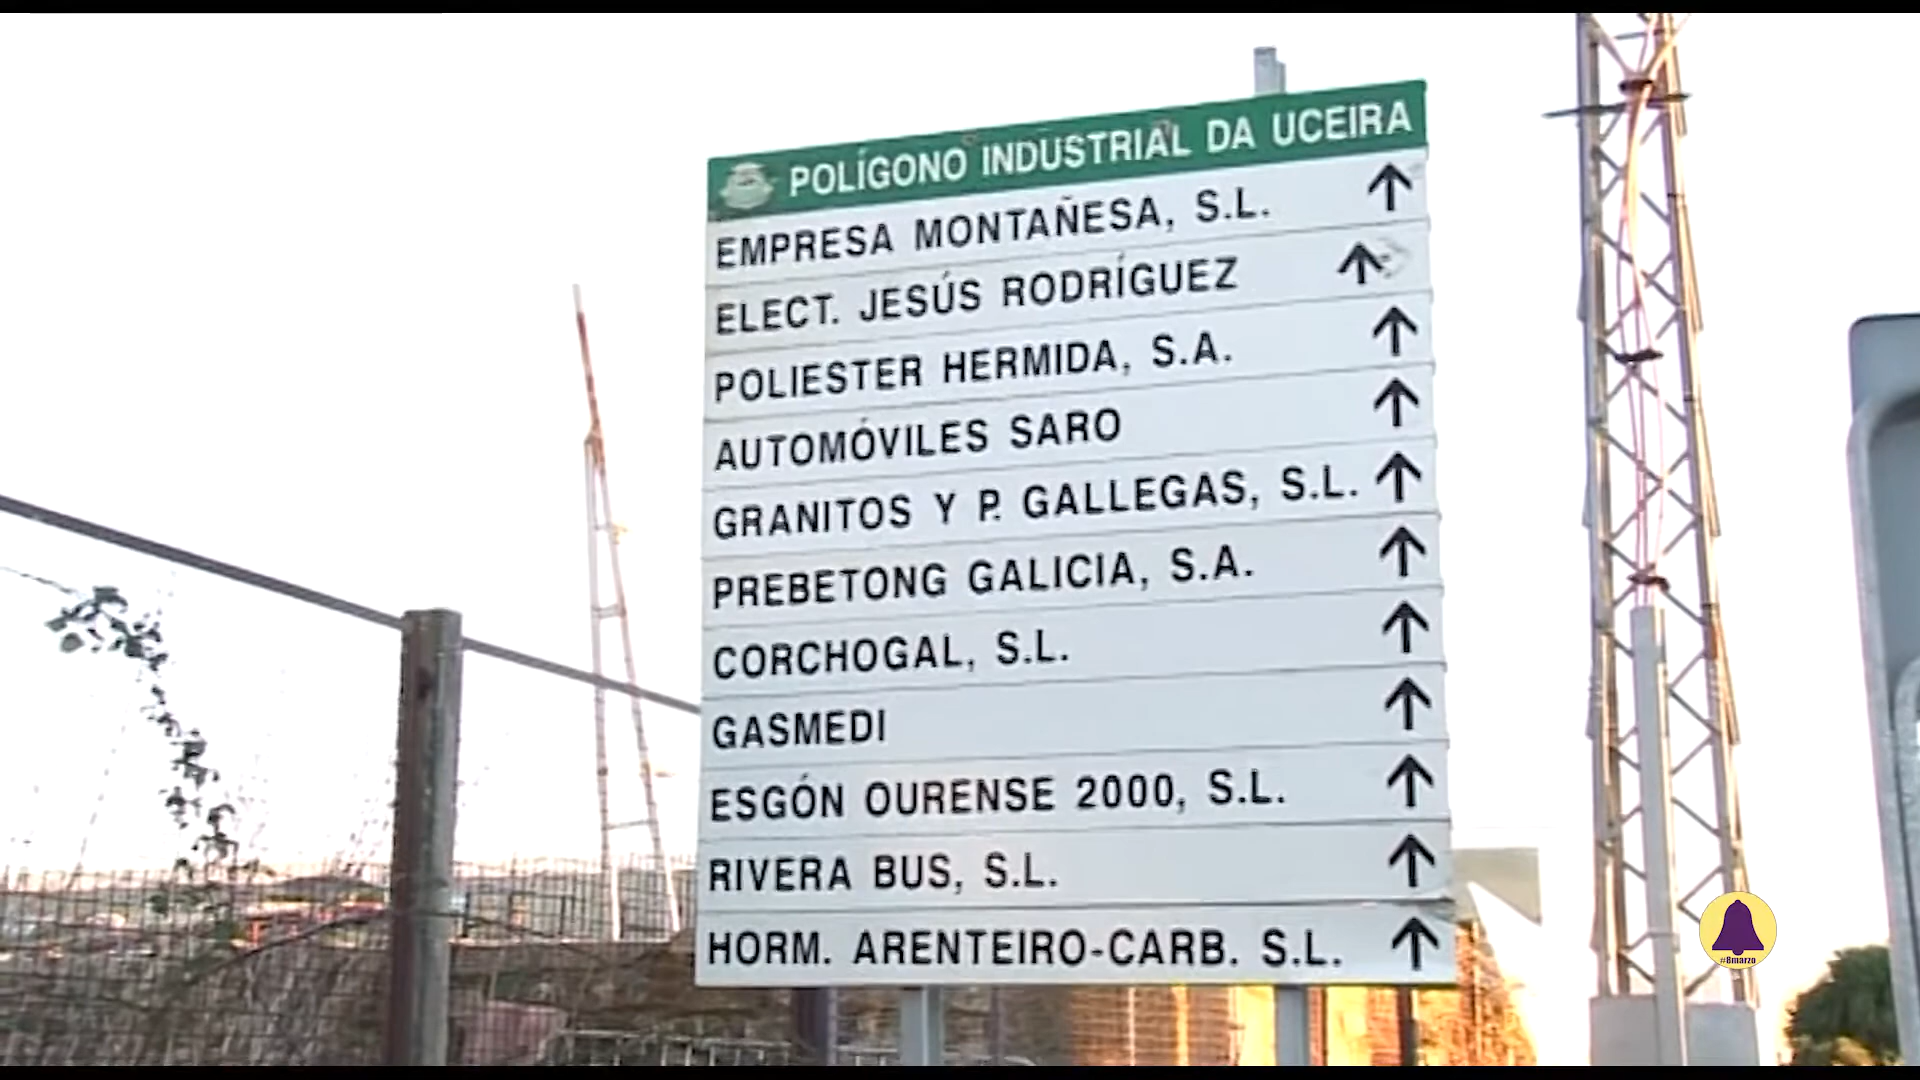 POLÍGONO INDUSTRIAL DA UCEIRA
EMPRESA MONTAÑESA, S.L.
ELECT. JESÚS RODRÍGUEZ
POLIESTER HERMIDA, S.A.
AUTOMÓVILES SARO
GRANITOS Y P. GALLEGAS, S.L.
PREBETONG GALICIA, S.A.
CORCHOGAL, S.L.
GASMEDI
ESGÓN OURENSE 2000, S.L.
RIVERA BUS, S.L.
HORM. ARENTEIRO-CARB. S.L.
#8marzo